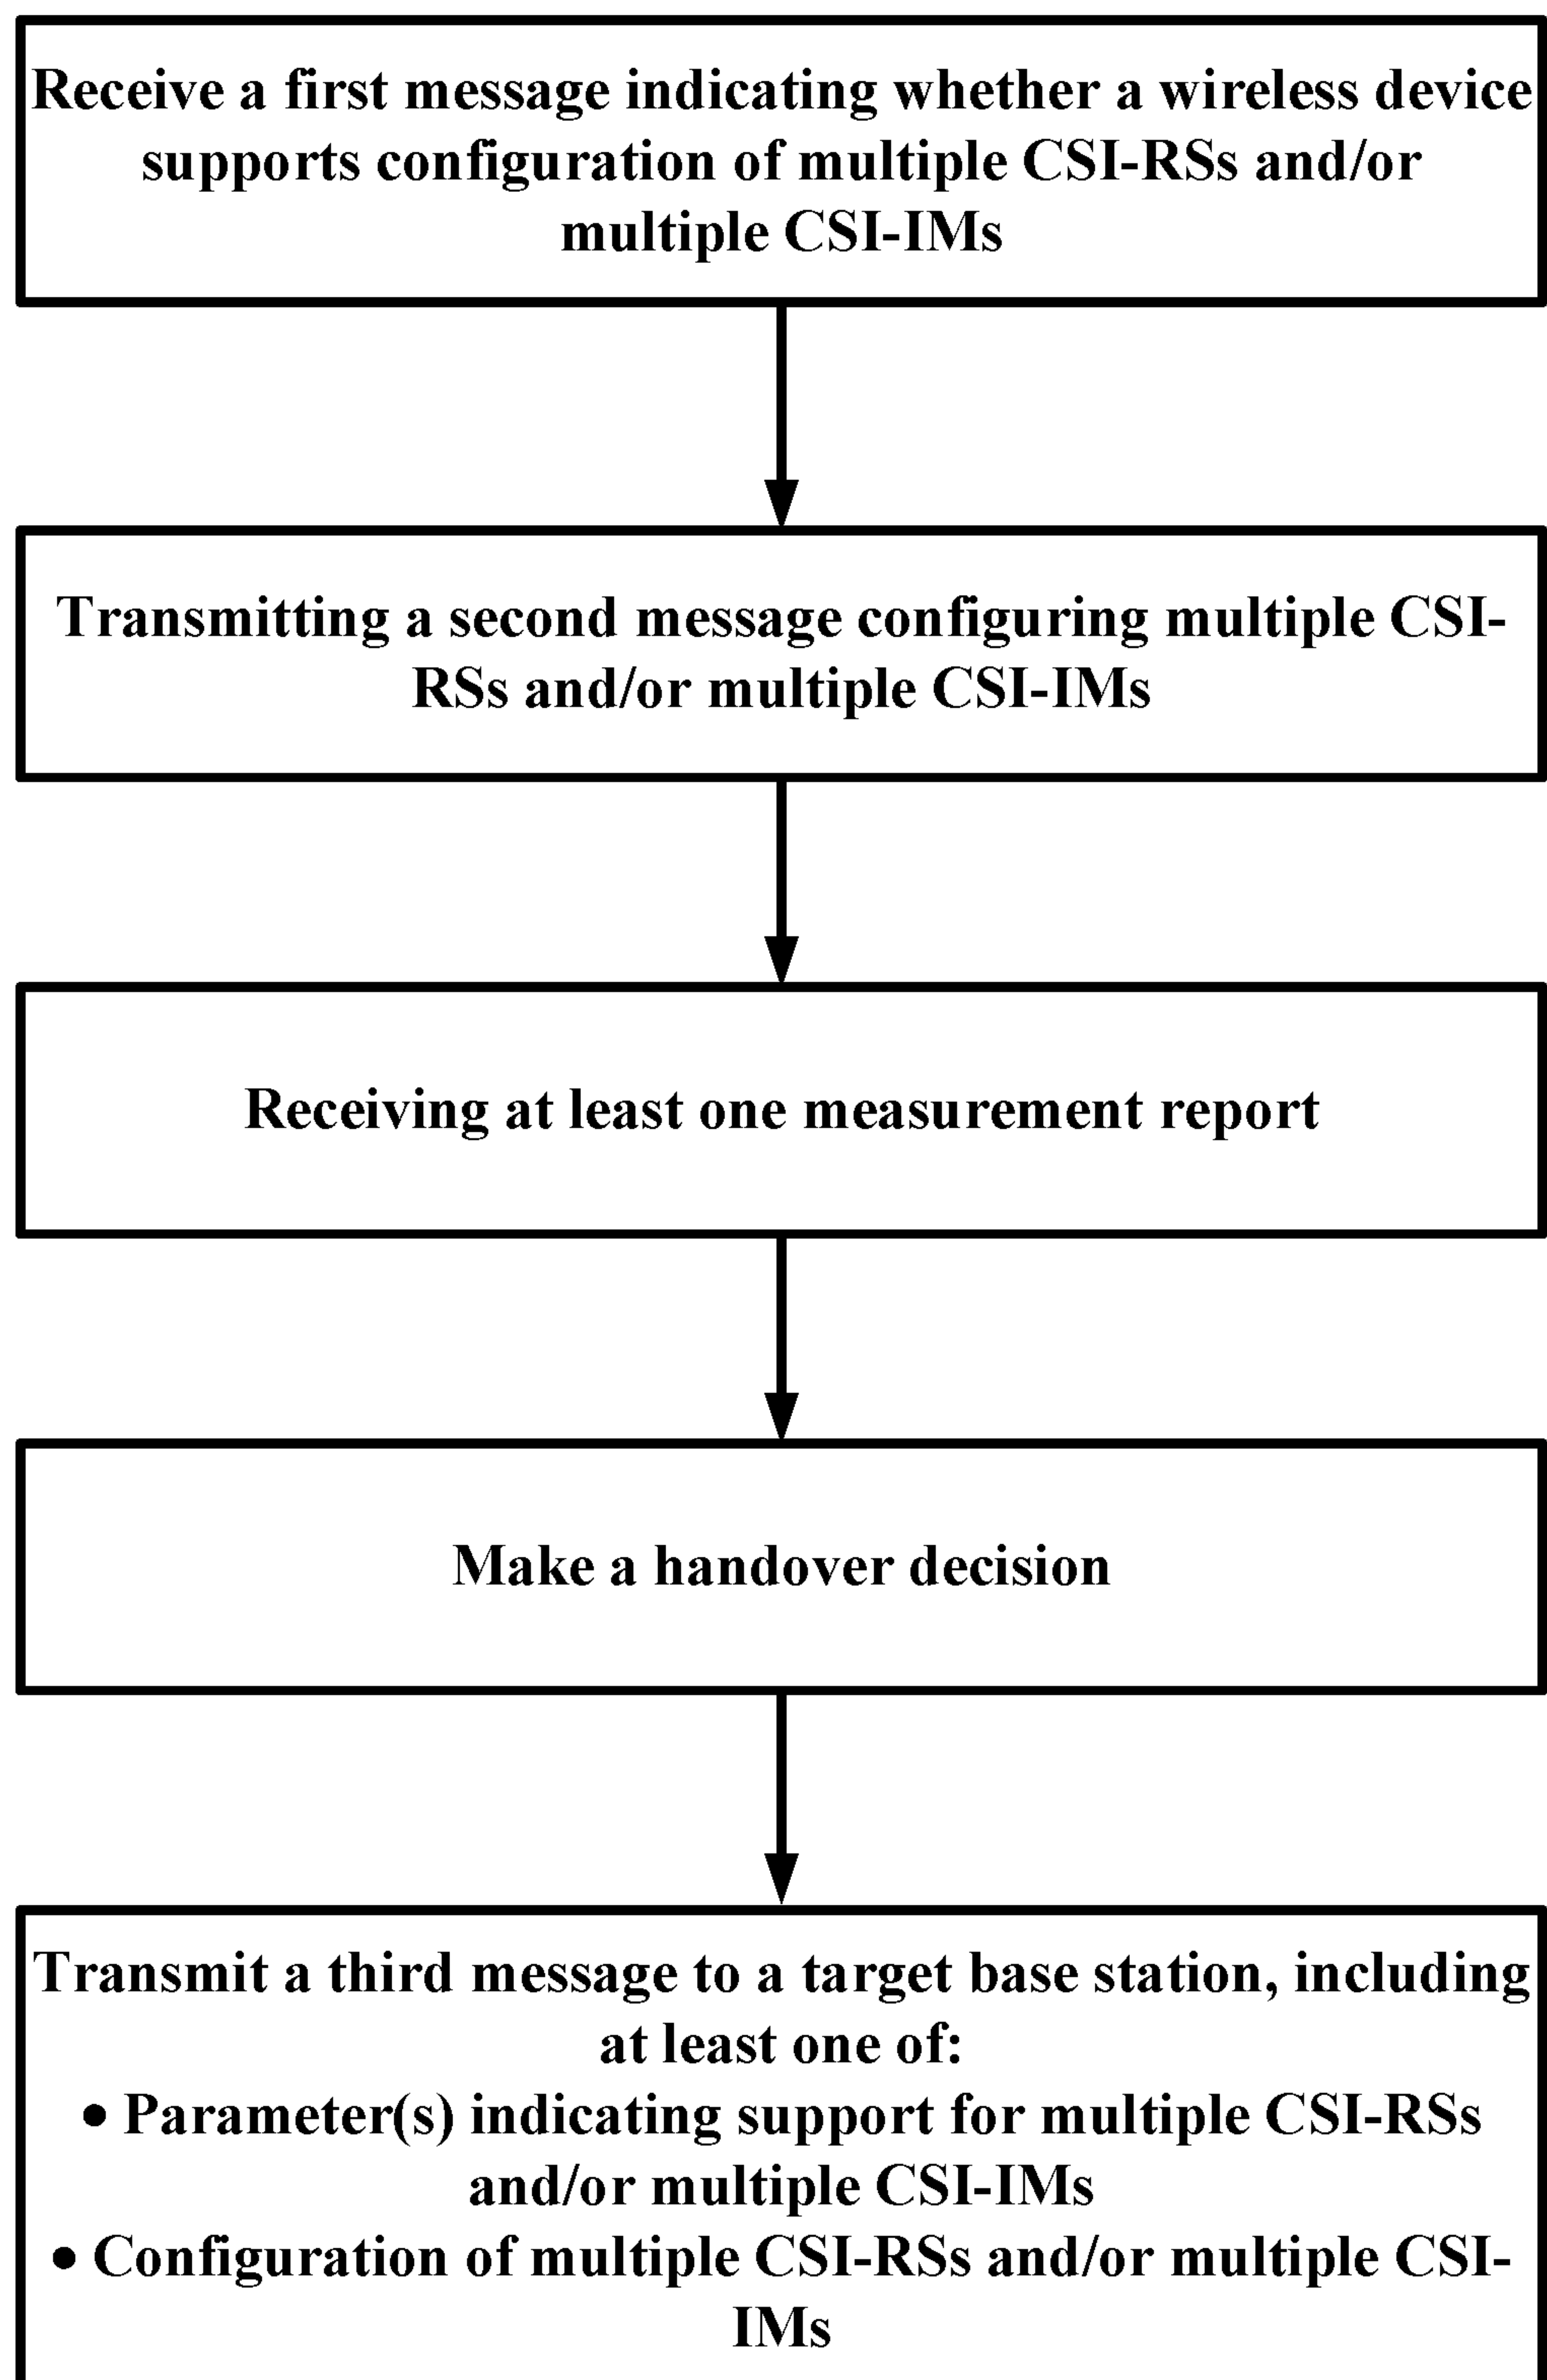 Receive a first message indicating whether a wireless device
supports configuration of multiple CSI-RSs and/or
multiple CSI-IMs
Transmitting a second message configuring multiple CSI-
RSs and/or multiple CSI-IMs
Receiving at least one measurement report
Make a handover decision
Transmit a third message to a target base station, including
at least one of:
• Parameter(s) indicating support for multiple CSI-RSs
and/or multiple CSI-IMs
• Configuration of multiple CSI-RSs and/or multiple CSI-
IMs